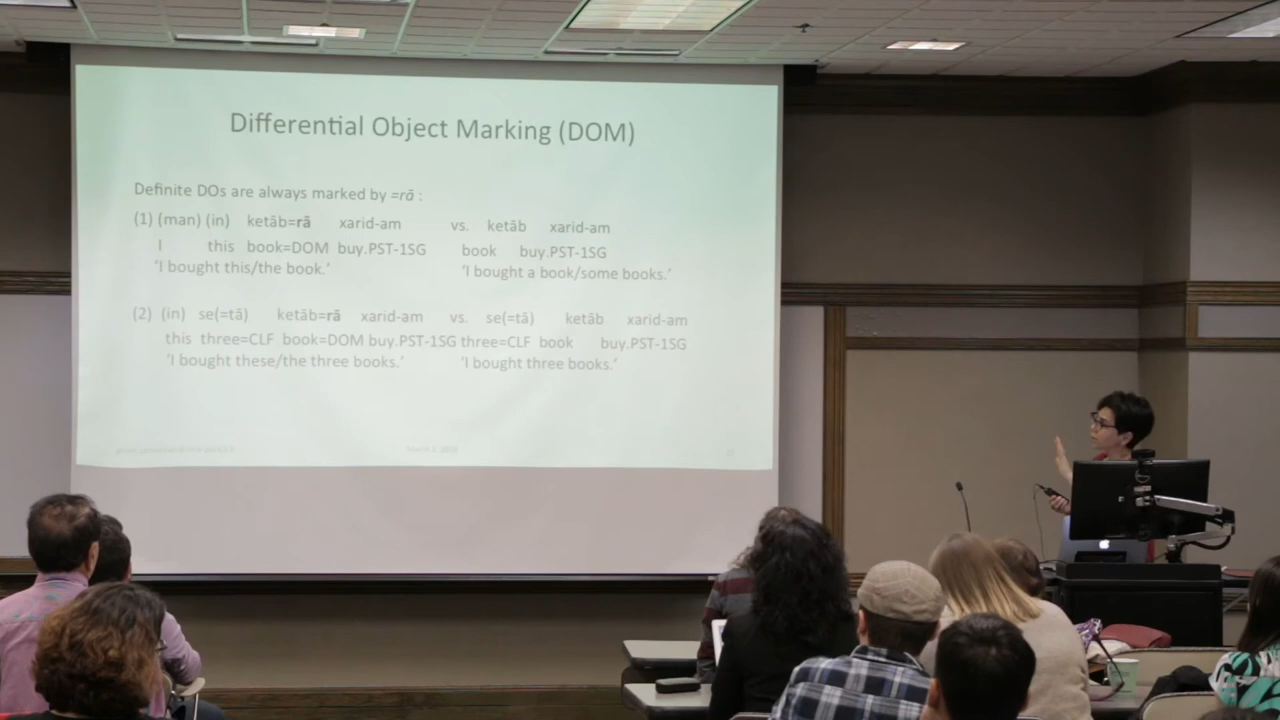 Differential Object Marking (DOM)
Definite DOs are always marked by =rā :
(1) (man) (in) ketāb=rā xarid-am vs. ketāb xarid-am
I this book=DOM buy.PST-1SG book buy.PST-1SG
'I bought this/the book.' 'I bought a book/some books.'
(2) (in) se(=tā) ketāb=rā xarid-am vs. se(=tā) ketāb xarid-am
this three=CLF book=DOM buy.PST-1SG three=CLF book buy.PST-1SG
'I bought these/the three books.' 'I bought three books.'